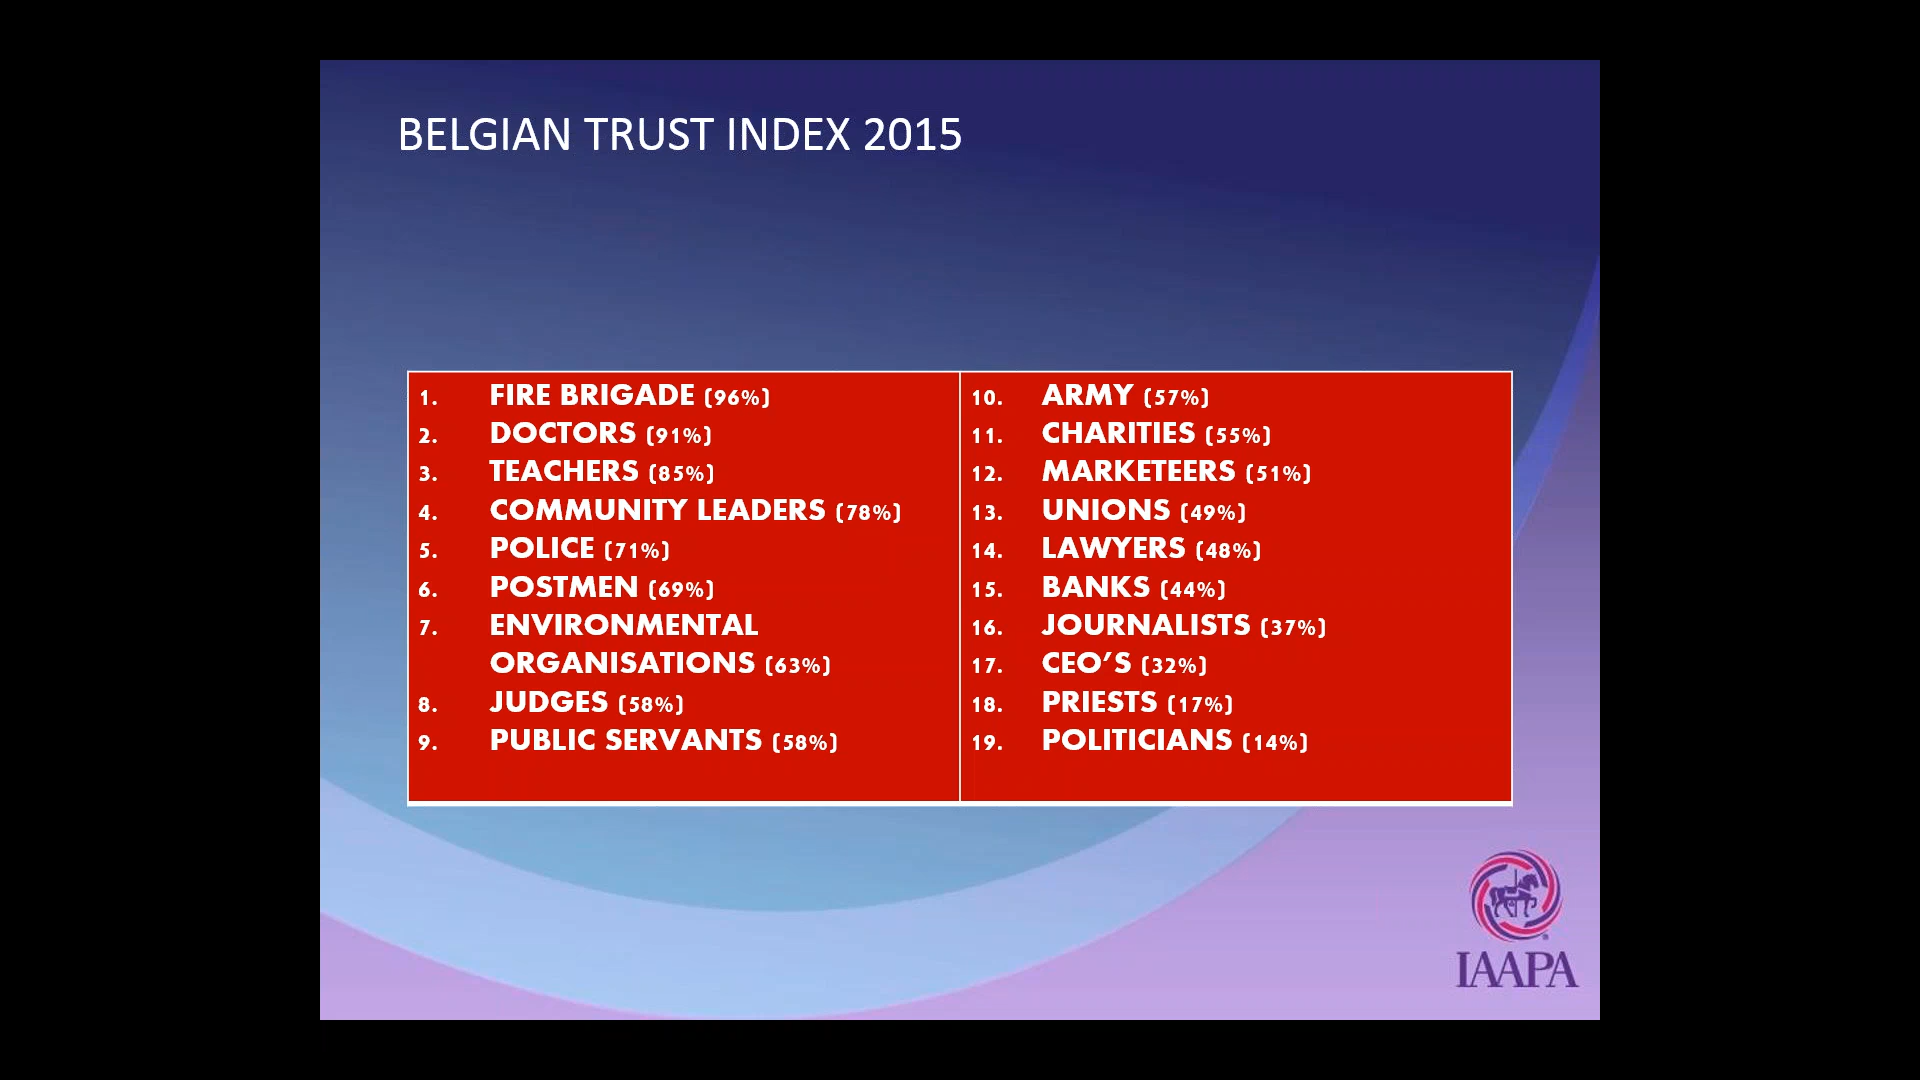 BELGIAN TRUST INDEX 2015
1. FIRE BRIGADE (96%)
2. DOCTORS (91%)
3. TEACHERS (85%)
4. COMMUNITY LEADERS (78%)
5. POLICE (71%)
6. POSTMEN (69%)
7. ENVIRONMENTAL
ORGANISATIONS (63%)
8. JUDGES (58%)
9. PUBLIC SERVANTS (58%)
10. ARMY (57%)
11. CHARITIES (55%)
12. MARKETEERS (51%)
13. UNIONS (49%)
14. LAWYERS (48%)
15. BANKS (44%)
16. JOURNALISTS (37%)
17. CEO’S (32%)
18. PRIESTS (17%)
19. POLITICIANS (14%)
IAAPA